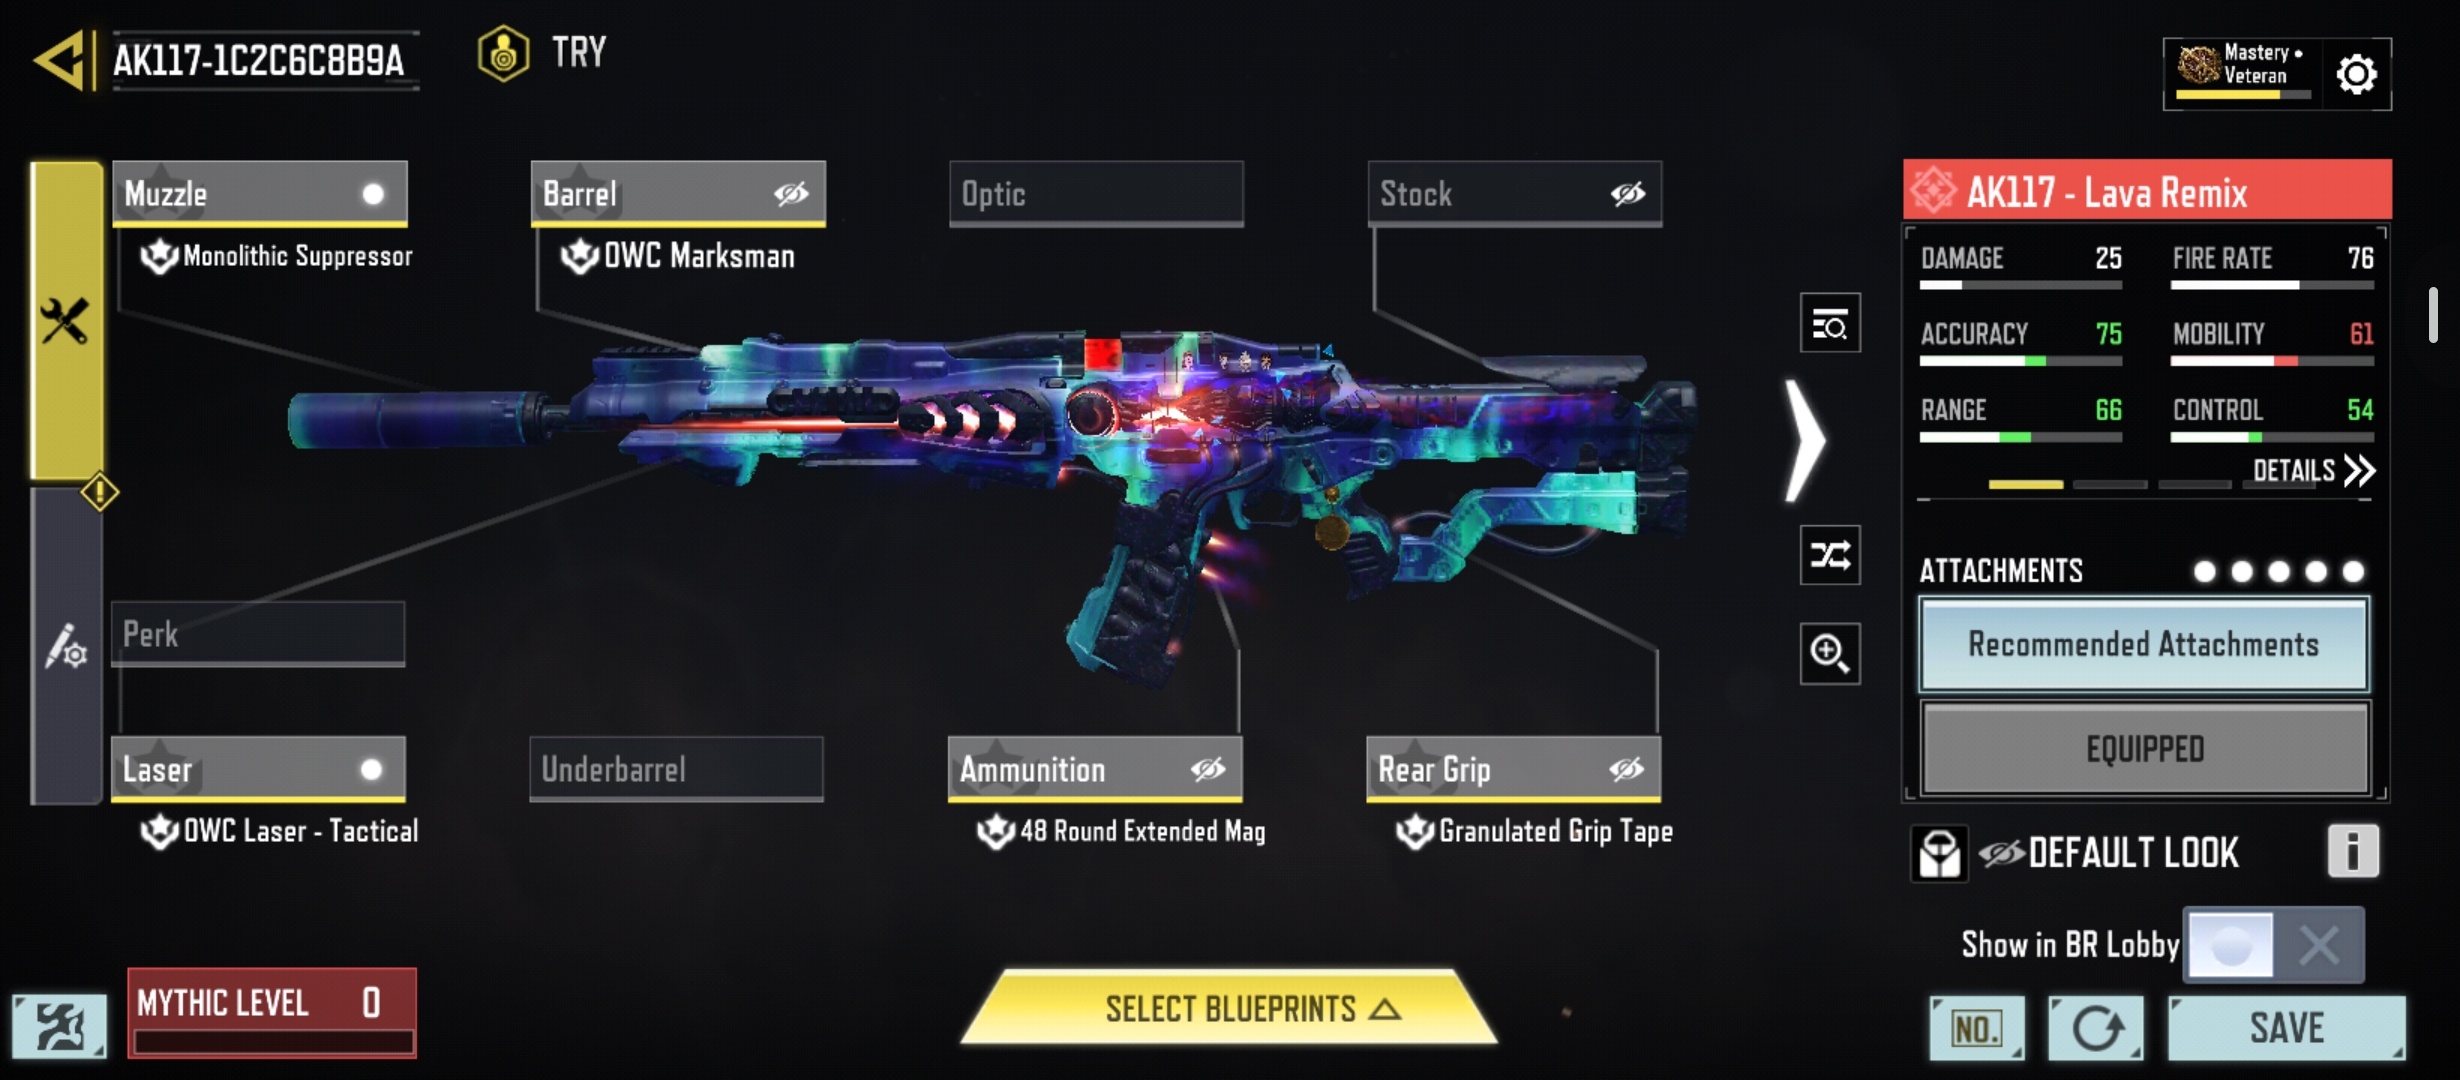 AK117-1C2C6C8B9A
TRY
Mastery •
Veteran
Muzzle
Monolithic Suppressor
Barrel
OWC Marksman
Optic
Stock
AK117 - Lava Remix
DAMAGE 25
FIRE RATE 76
ACCURACY 75
MOBILITY 61
RANGE 66
CONTROL 54
DETAILS
ATTACHMENTS
Recommended Attachments
EQUIPPED
Perk
Laser
OWC Laser - Tactical
Underbarrel
Ammunition
48 Round Extended Mag
Rear Grip
Granulated Grip Tape
DEFAULT LOOK
i
Show in BR Lobby
MYTHIC LEVEL 0
SELECT BLUEPRINTS
NO.
SAVE